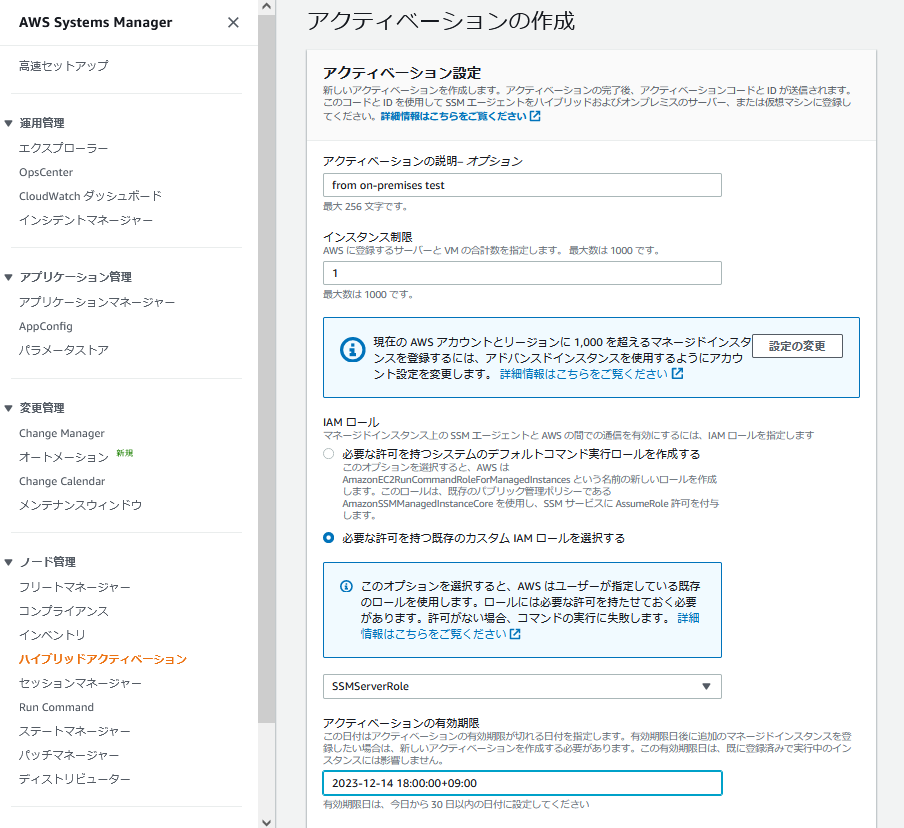 AWS Systems Manager
高速セットアップ
運用管理
エクスプローラー
OpsCenter
CloudWatch ダッシュボード
インシデントマネージャー
アプリケーション管理
アプリケーションマネージャー
AppConfig
パラメータストア
変更管理
Change Manager
オートメーション 新規
Change Calendar
メンテナンスウィンドウ
ノード管理
フリートマネージャー
コンプライアンス
インベントリ
ハイブリッドアクティベーション
セッションマネージャー
Run Command
ステートマネージャー
パッチマネージャー
ディストリビューター
アクティベーションの作成
アクティベーション設定
新しいアクティベーションを作成します。アクティベーションの完了後、アクティベーションコードと ID が送信されます。
このコードと ID を使用して SSM エージェントをハイブリッドおよびオンプレミスのサーバー、または仮想マシンに登録し
てください。詳細情報はこちらをご覧ください
アクティベーションの説明– オプション
from on-premises test
最大 256 文字です。
インスタンス制限
AWS に登録するサーバーと VM の合計数を指定します。 最大数は 1000 です。
1
最大数は 1000 です。
現在の AWS アカウントとリージョンに 1,000 を超えるマネージドインスタ
ンスを登録するには、アドバンスドインスタンスを使用するようにアカウ
ント設定を変更します。 詳細情報はこちらをご覧ください
設定の変更
IAM ロール
マネージドインスタンス上の SSM エージェントと AWS の間での通信を有効にするには、IAM ロールを指定します
必要な許可を持つシステムのデフォルトコマンド実行ロールを作成する
このオプションを選択すると、AWS は
AmazonEC2RunCommandRoleForManagedInstances という名前の新しいロールを作成
します。このロールは、既存のパブリック管理ポリシーである
AmazonSSMManagedInstanceCore を使用し、SSM サービスに AssumeRole 許可を付与
します。
必要な許可を持つ既存のカスタム IAM ロールを選択する
このオプションを選択すると、AWS はユーザーが指定している既存
のロールを使用します。ロールには必要な許可を持たせておく必要
があります。許可がない場合、コマンドの実行に失敗します。 詳細
情報はこちらをご覧ください
SSMServerRole
アクティベーションの有効期限
この日付はアクティベーションの有効期限が切れる日付を指定します。有効期限日後に追加のマネージドインスタンスを登
録したい場合は、新しいアクティベーションを作成する必要があります。この有効期限日は、既に登録済みで実行中のイン
スタンスには影響しません。
2023-12-14 18:00:00+09:00
有効期限日は、今日から 30 日以内の日付に設定してください